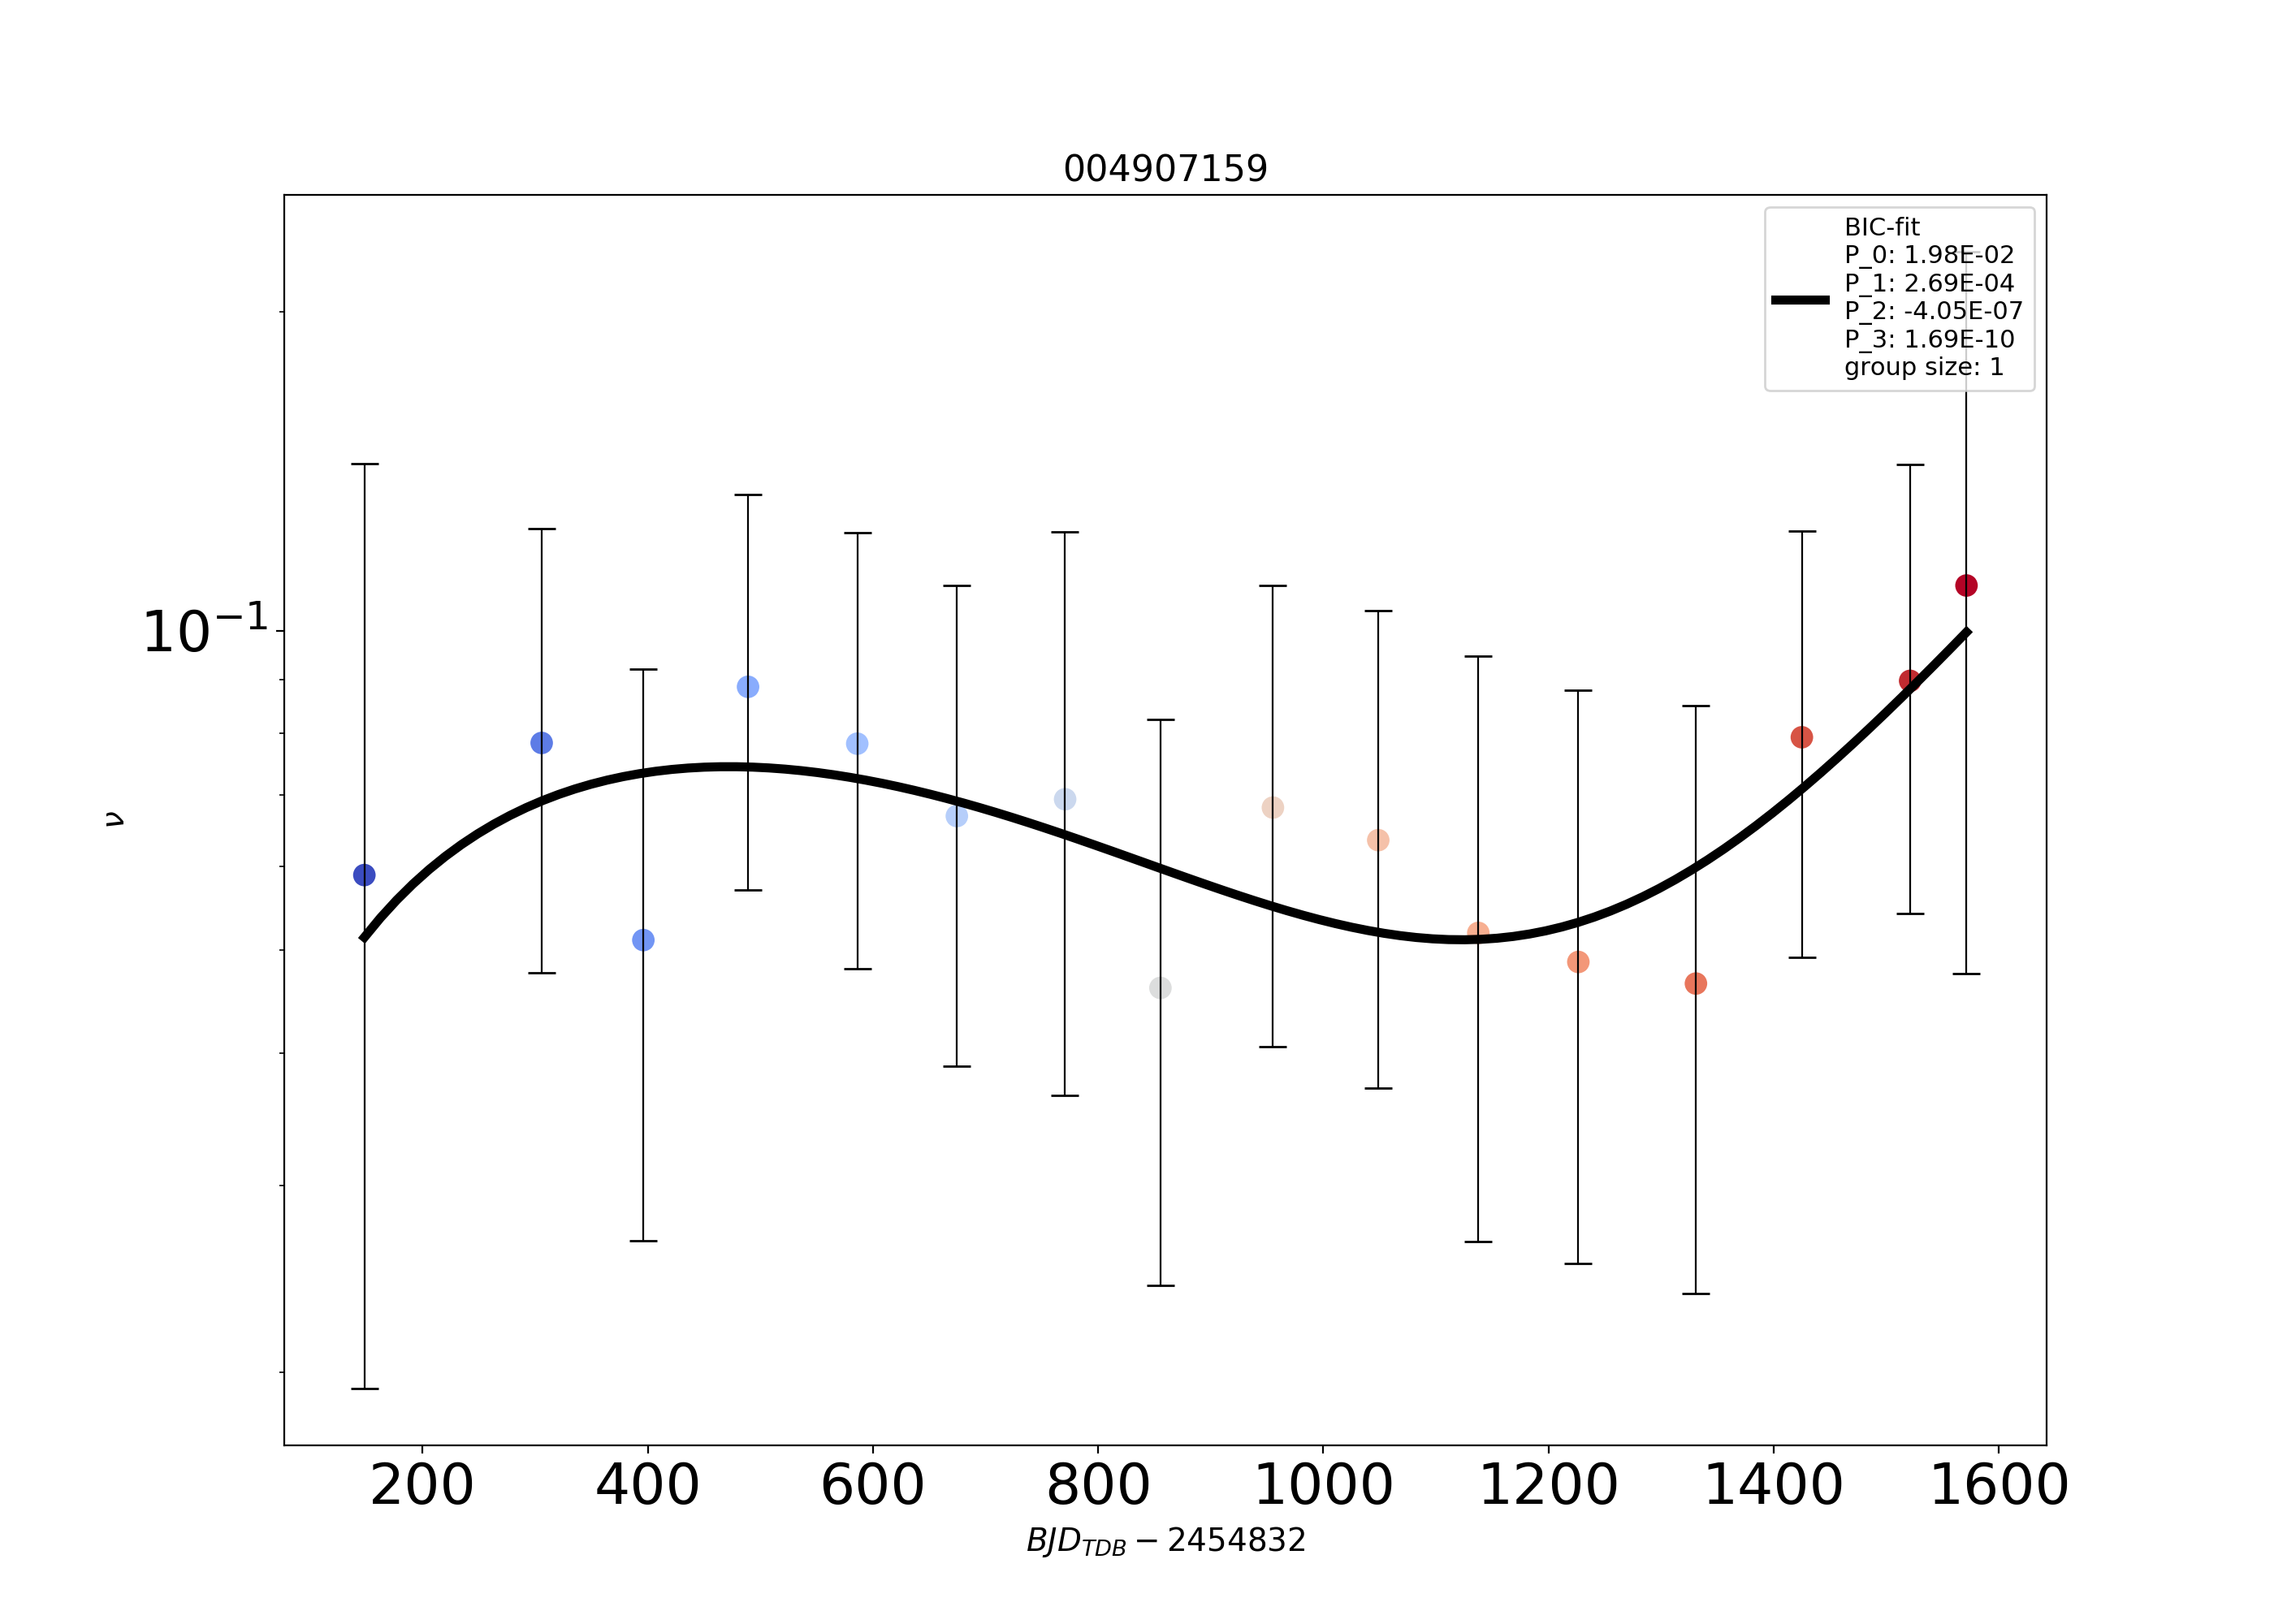 004907159
BIC-fit
P_0: 1.98E-02
P_1: 2.69E-04
P_2: -4.05E-07
P_3: 1.69E-10
group size: 1
10⁻¹
ν
200 400 600 800 1000 1200 1400 1600
BJD_TDB − 2454832